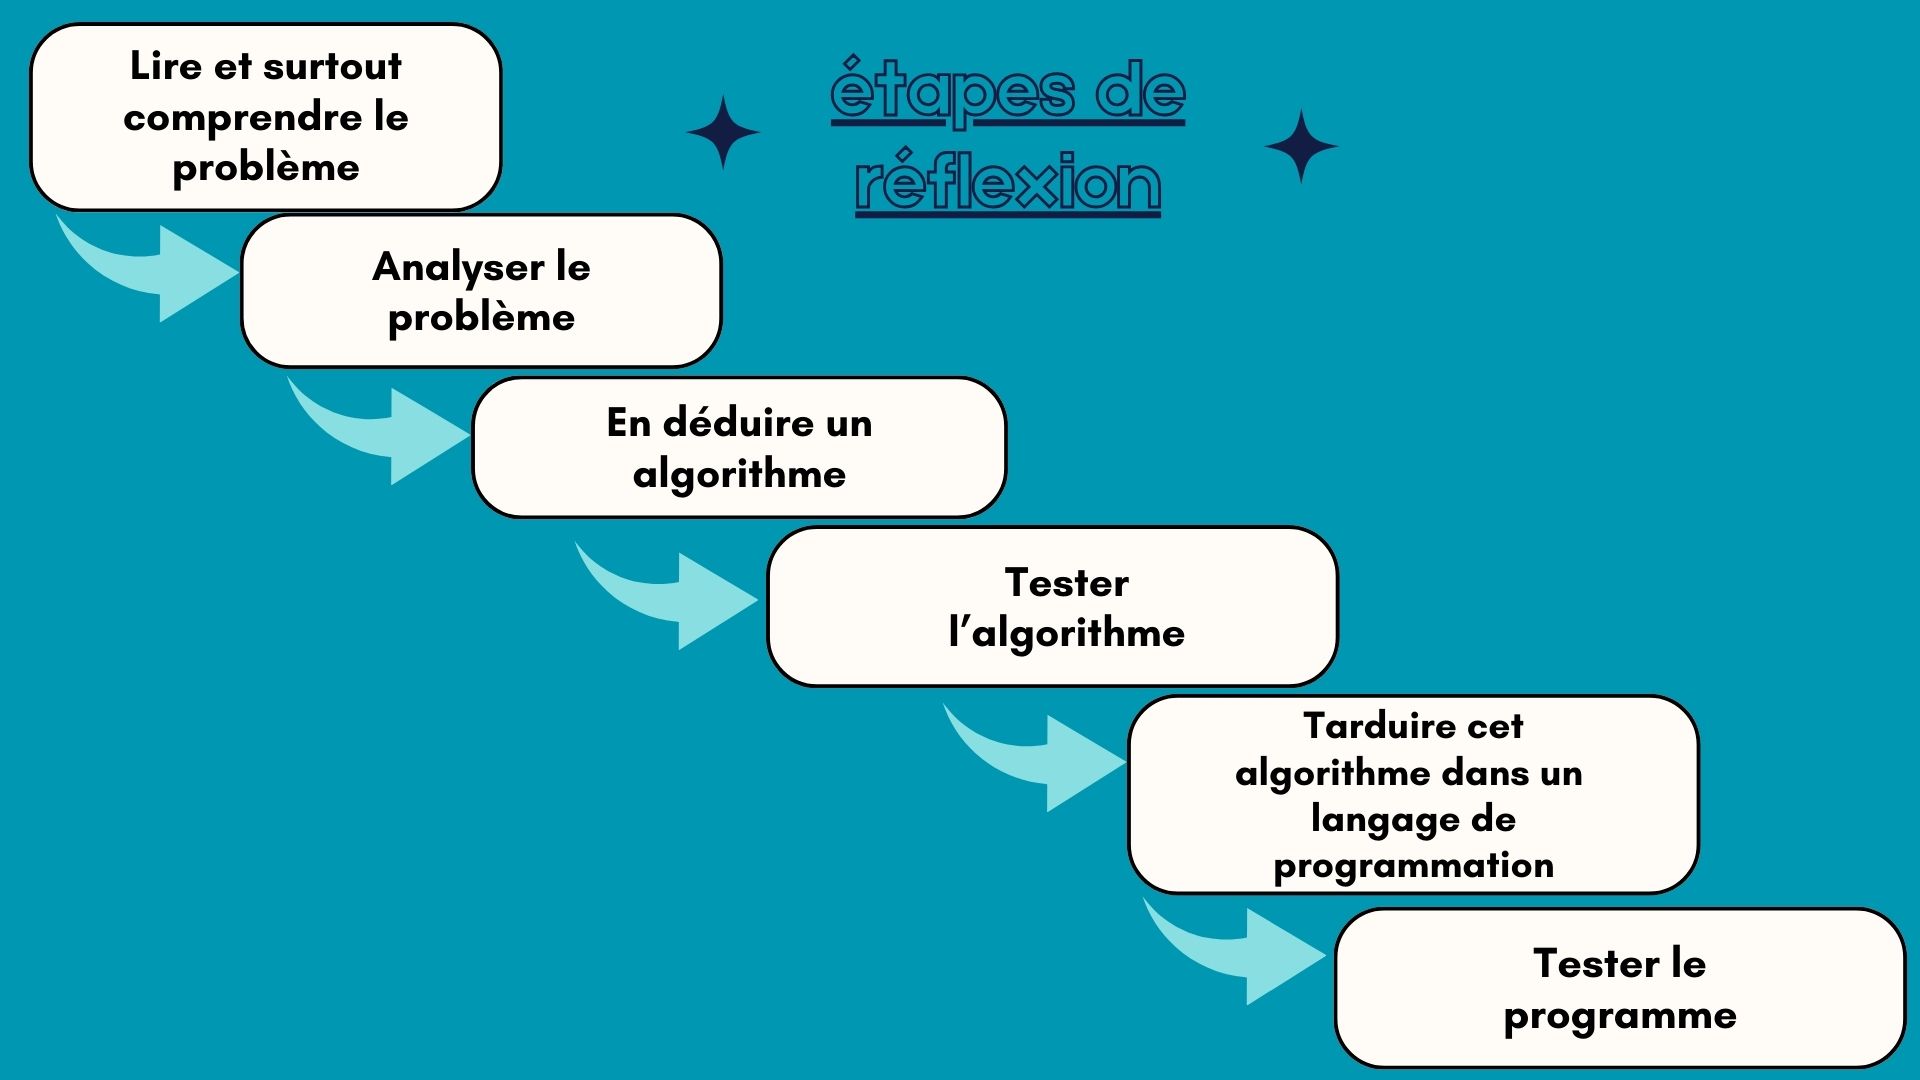 étapes de
réflexion
Lire et surtout
comprendre le
problème
Analyser le
problème
En déduire un
algorithme
Tester
l’algorithme
Tarduire cet
algorithme dans un
langage de
programmation
Tester le
programme